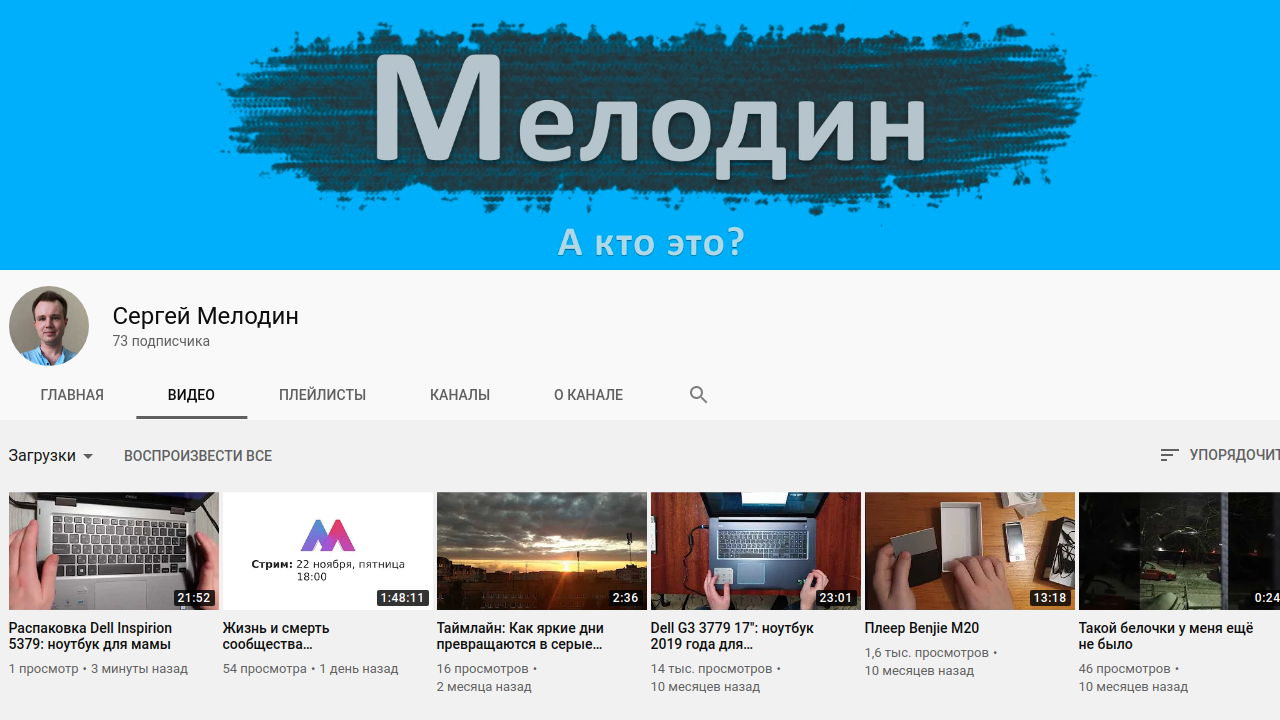 Мелодин
А кто это?
Сергей Мелодин
73 подписчика
ГЛАВНАЯ ВИДЕО ПЛЕЙЛИСТЫ КАНАЛЫ О КАНАЛЕ
Загрузки ВОСПРОИЗВЕСТИ ВСЕ УПОРЯДОЧИТ
Стрим: 22 ноября, пятница
18:00
21:52 1:48:11 2:36 23:01 13:18 0:24
Распаковка Dell Inspirion
5379: ноутбук для мамы
1 просмотр • 3 минуты назад
Жизнь и смерть
сообщества…
54 просмотра • 1 день назад
Таймлайн: Как яркие дни
превращаются в серые…
16 просмотров •
2 месяца назад
Dell G3 3779 17": ноутбук
2019 года для…
14 тыс. просмотров •
10 месяцев назад
Плеер Benjie M20
1,6 тыс. просмотров •
10 месяцев назад
Такой белочки у меня ещё
не было
46 просмотров •
10 месяцев назад